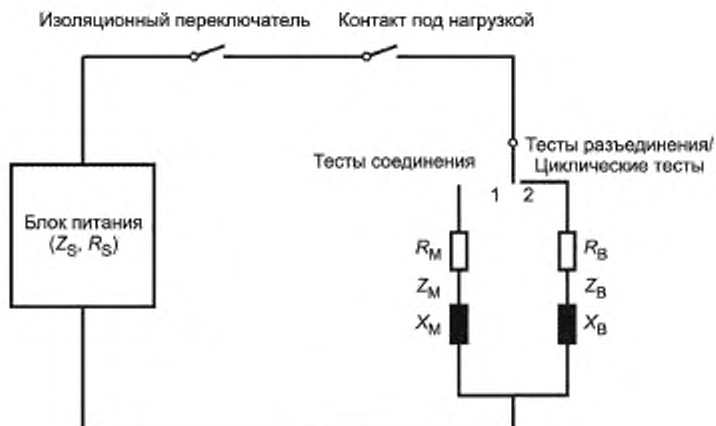 Изоляционный переключатель
Контакт под нагрузкой
Тесты соединения
Тесты разъединения/
Циклические тесты
1 2
Блок питания
(ZS, RS)
RM
RB
ZM
ZB
XM
XB